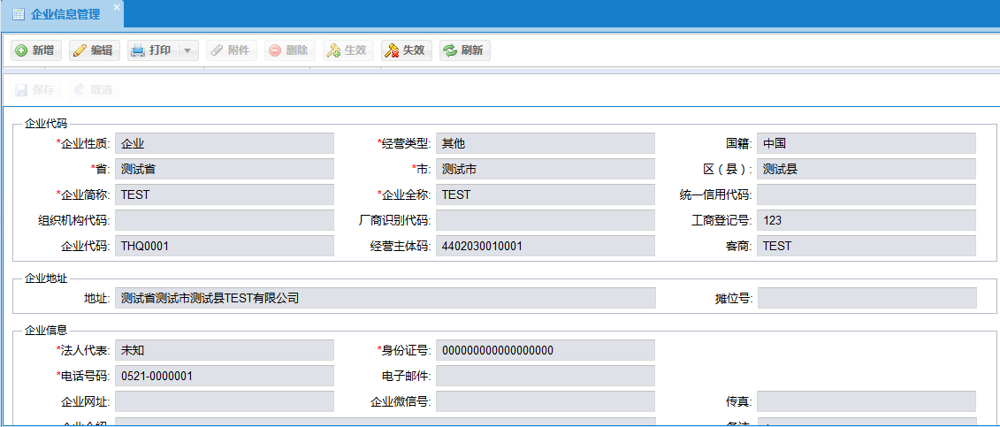 企业信息管理
新增 编辑 打印 附件 删除 生效 失效 刷新
保存 取消
企业代码
*企业性质: 企业 *经营类型: 其他 国籍: 中国
*省: 测试省 *市: 测试市 区（县）: 测试县
*企业简称: TEST *企业全称: TEST 统一信用代码:
组织机构代码: 厂商识别代码: 工商登记号: 123
企业代码: THQ0001 经营主体码: 4402030010001 客商: TEST
企业地址
地址: 测试省测试市测试县TEST有限公司 摊位号:
企业信息
*法人代表: 未知 *身份证号: 000000000000000000
*电话号码: 0521-0000001 电子邮件:
企业网址: 企业微信号: 传真:
企业介绍: 备注: